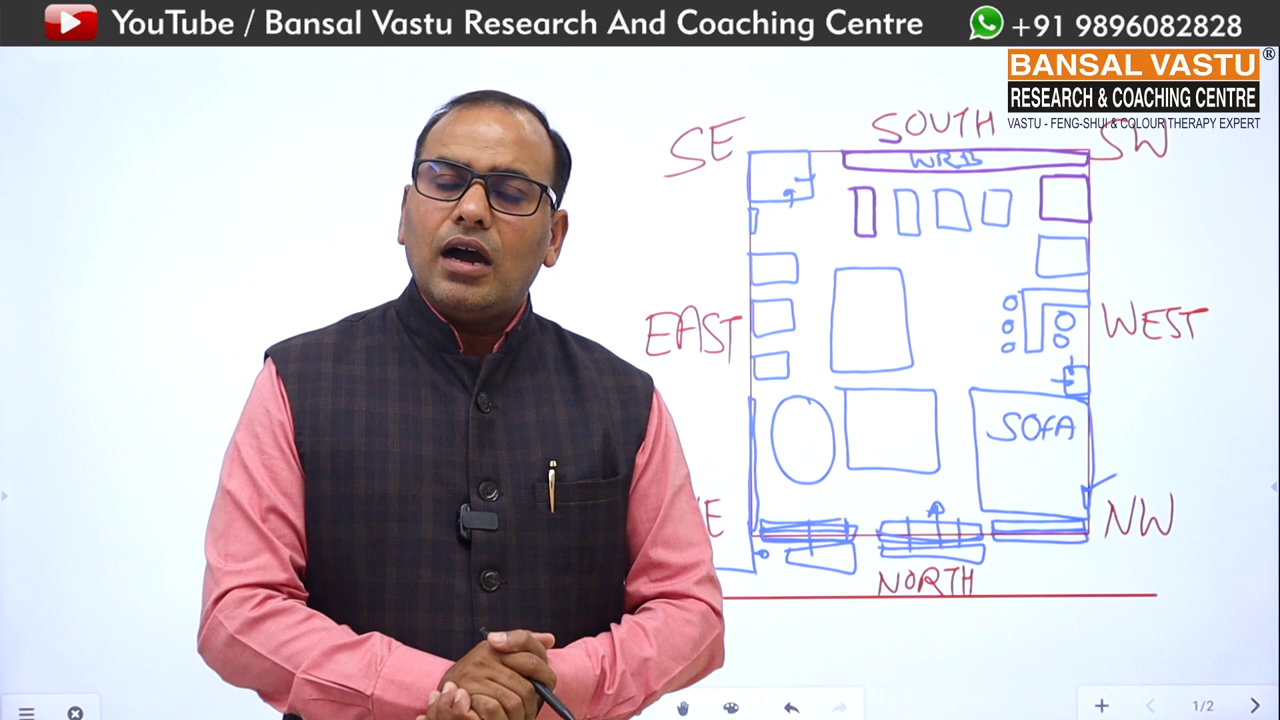 YouTube / Bansal Vastu Research And Coaching Centre
+91 9896082828
BANSAL VASTU®
RESEARCH & COACHING CENTRE
VASTU - FENG-SHUI & COLOUR THERAPY EXPERT
SE
SOUTH
SW
WRB
EAST
WEST
SOFA
E
NW
NORTH
1/2